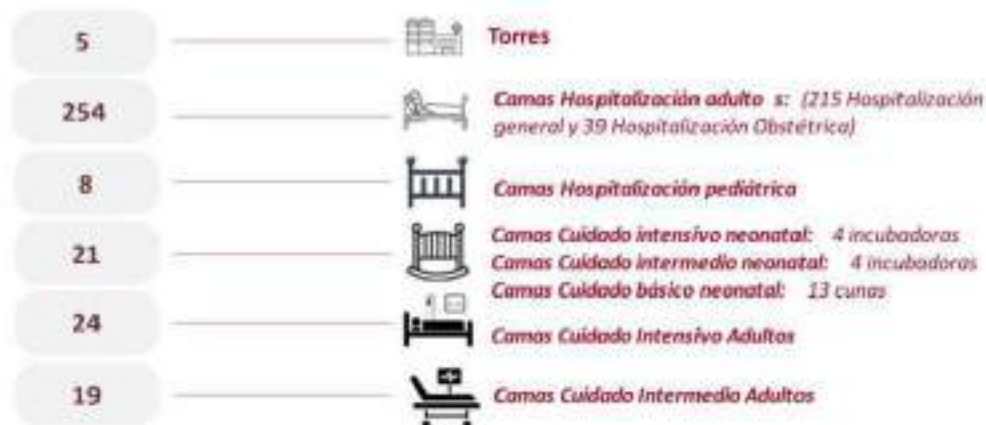 5
Torres
254
Camas Hospitalización adulto s: (215 Hospitalización
general y 39 Hospitalización Obstétrica)
8
Camas Hospitalización pediátrica
21
Camas Cuidado intensivo neonatal: 4 incubadoras
Camas Cuidado intermedio neonatal: 4 incubadoras
Camas Cuidado básico neonatal: 13 cunas
24
Camas Cuidado Intensivo Adultos
19
Camas Cuidado Intermedio Adultos